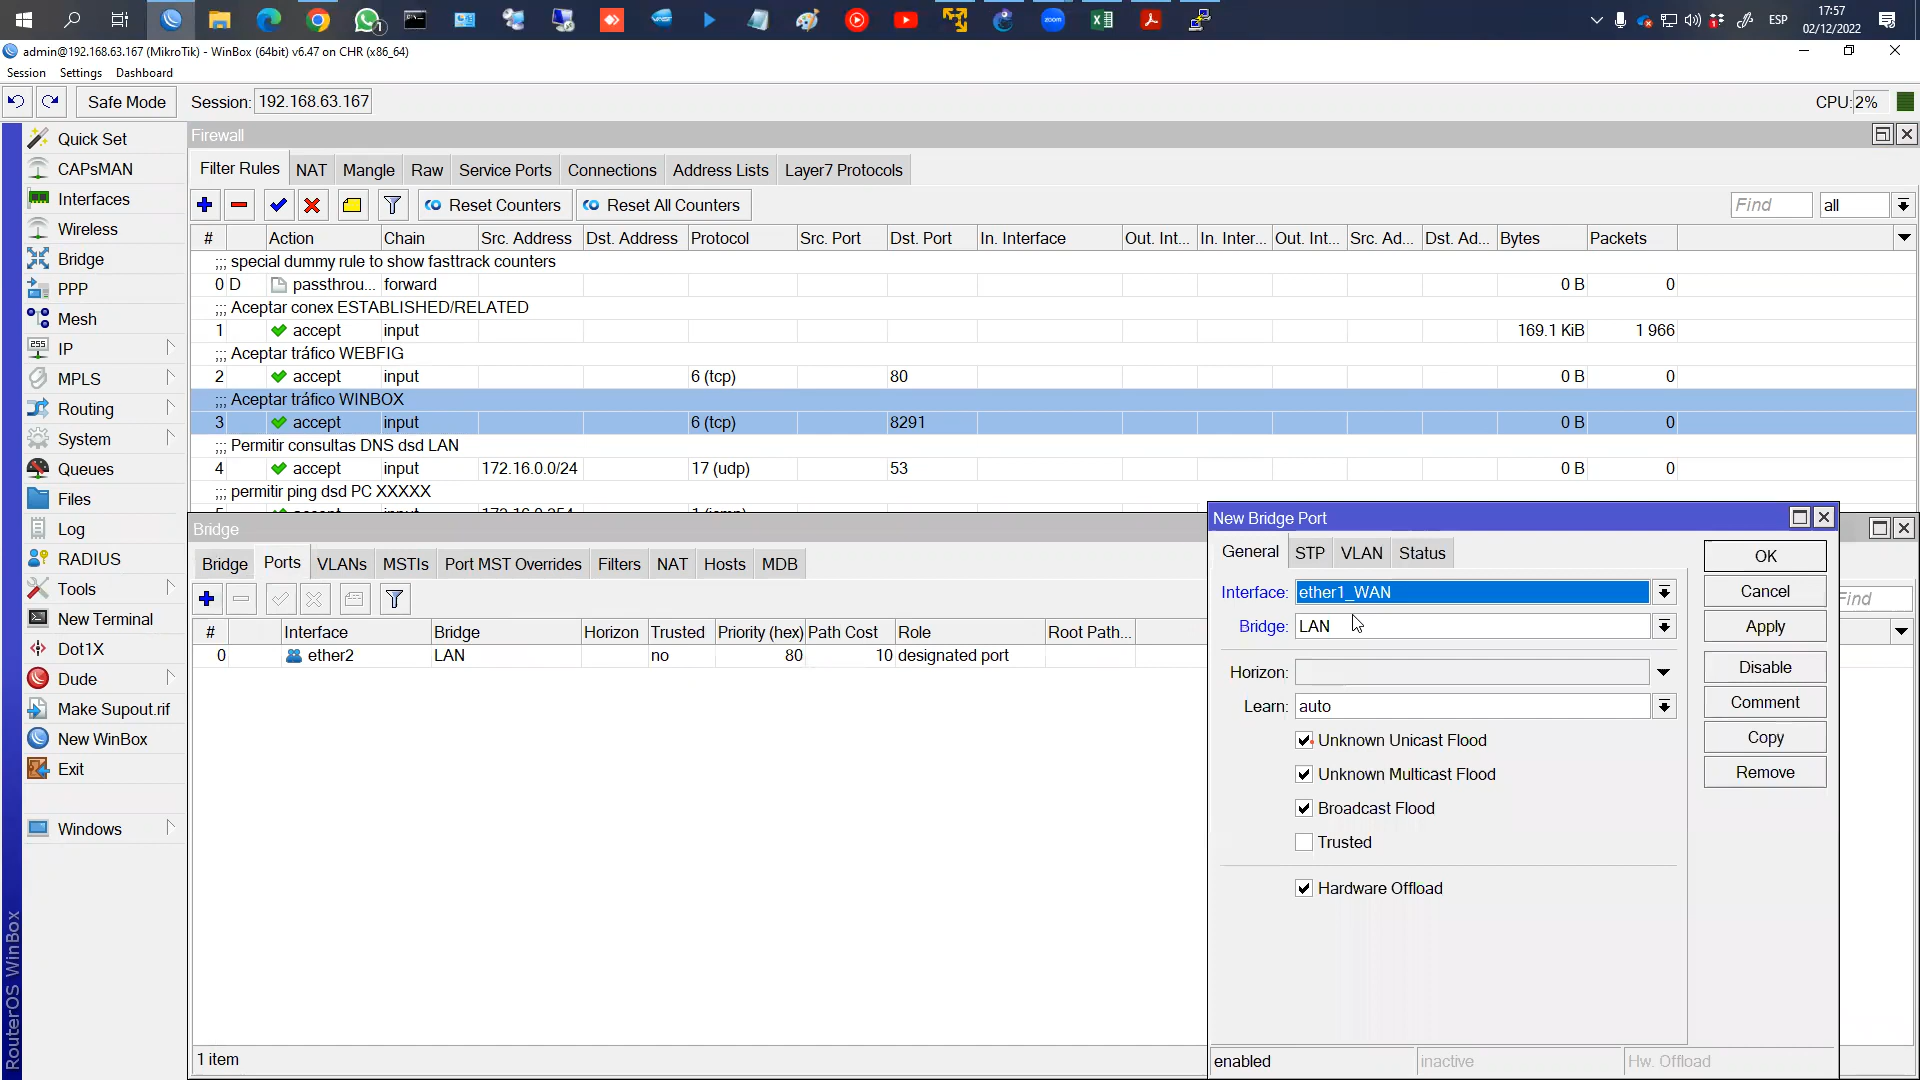 17:57
ESP
02/12/2022
admin@192.168.63.167 (MikroTik) - WinBox (64bit) v6.47 on CHR (x86_64)
Session Settings Dashboard
Safe Mode Session: 192.168.63.167 CPU: 2%
Quick Set
CAPsMAN
Interfaces
Wireless
Bridge
PPP
Mesh
255
IP
MPLS
Routing
System
Queues
Files
Log
RADIUS
Tools
New Terminal
Dot1X
Dude
Make Supout.rif
New WinBox
Exit
Windows
RouterOS WinBox
Firewall
Filter Rules NAT Mangle Raw Service Ports Connections Address Lists Layer7 Protocols
Reset Counters Reset All Counters Find all
# Action Chain Src. Address Dst. Address Protocol Src. Port Dst. Port In. Interface Out. Int... In. Inter... Out. Int... Src. Ad... Dst. Ad... Bytes Packets
;;; special dummy rule to show fasttrack counters
0 D passthrou... forward 0 B 0
;;; Aceptar conex ESTABLISHED/RELATED
1 accept input 169.1 KiB 1 966
;;; Aceptar tráfico WEBFIG
2 accept input 6 (tcp) 80 0 B 0
;;; Aceptar tráfico WINBOX
3 accept input 6 (tcp) 8291 0 B 0
;;; Permitir consultas DNS dsd LAN
4 accept input 172.16.0.0/24 17 (udp) 53 0 B 0
;;; permitir ping dsd PC XXXXX
Bridge
Bridge Ports VLANs MSTIs Port MST Overrides Filters NAT Hosts MDB
Find
# Interface Bridge Horizon Trusted Priority (hex) Path Cost Role Root Path...
0 ether2 LAN no 80 10 designated port
1 item
New Bridge Port
General STP VLAN Status
Interface: ether1_WAN
Bridge: LAN
Horizon:
Learn: auto
Unknown Unicast Flood
Unknown Multicast Flood
Broadcast Flood
Trusted
Hardware Offload
OK
Cancel
Apply
Disable
Comment
Copy
Remove
enabled inactive Hw. Offload